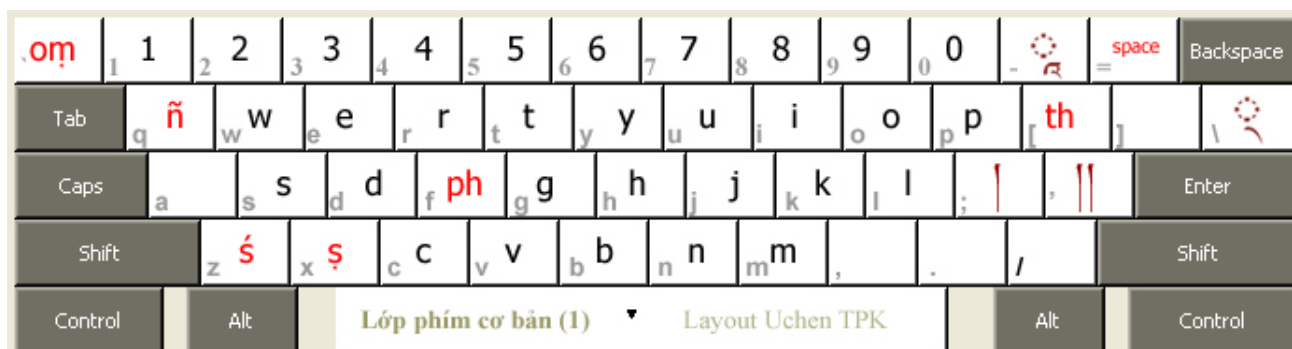 ` oṃ 1 1 2 2 3 3 4 4 5 5 6 6 7 7 8 8 9 9 0 0 - = space Backspace
Tab q ñ w w e e r r t t y y u u i i o o p p [ th ] \
Caps a s s d d f ph g g h h j j k k l l ; ། ' ༎ Enter
Shift z ś x ṣ c c v v b b n n m m , . / Shift
Control Alt Lớp phím cơ bản (1) Layout Uchen TPK Alt Control